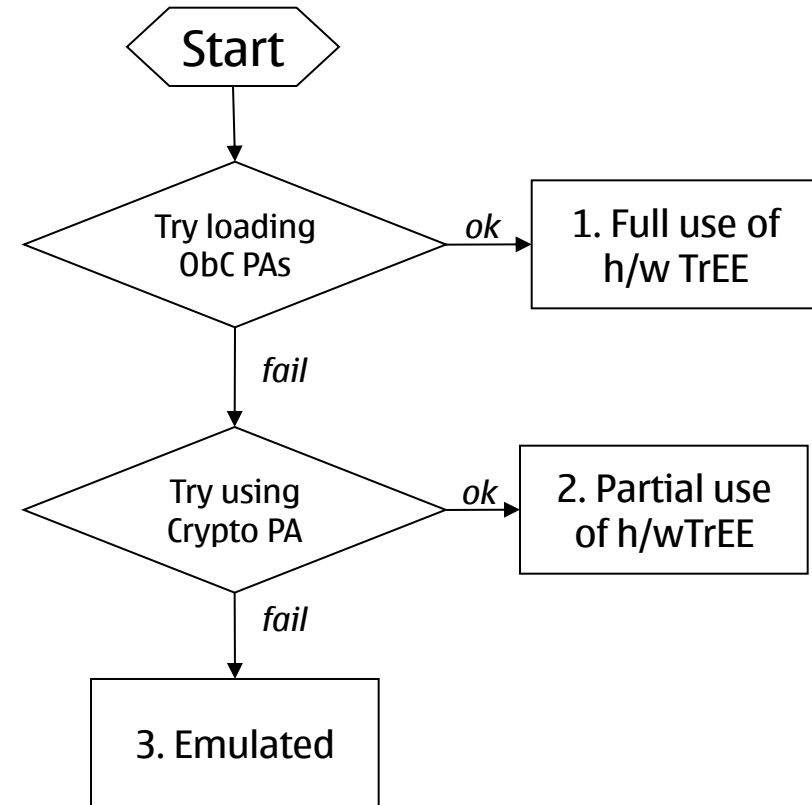 Start
Try loading
ObC PAs
ok
1. Full use of
h/w TrEE
fail
Try using
Crypto PA
ok
2. Partial use
of h/wTrEE
fail
3. Emulated